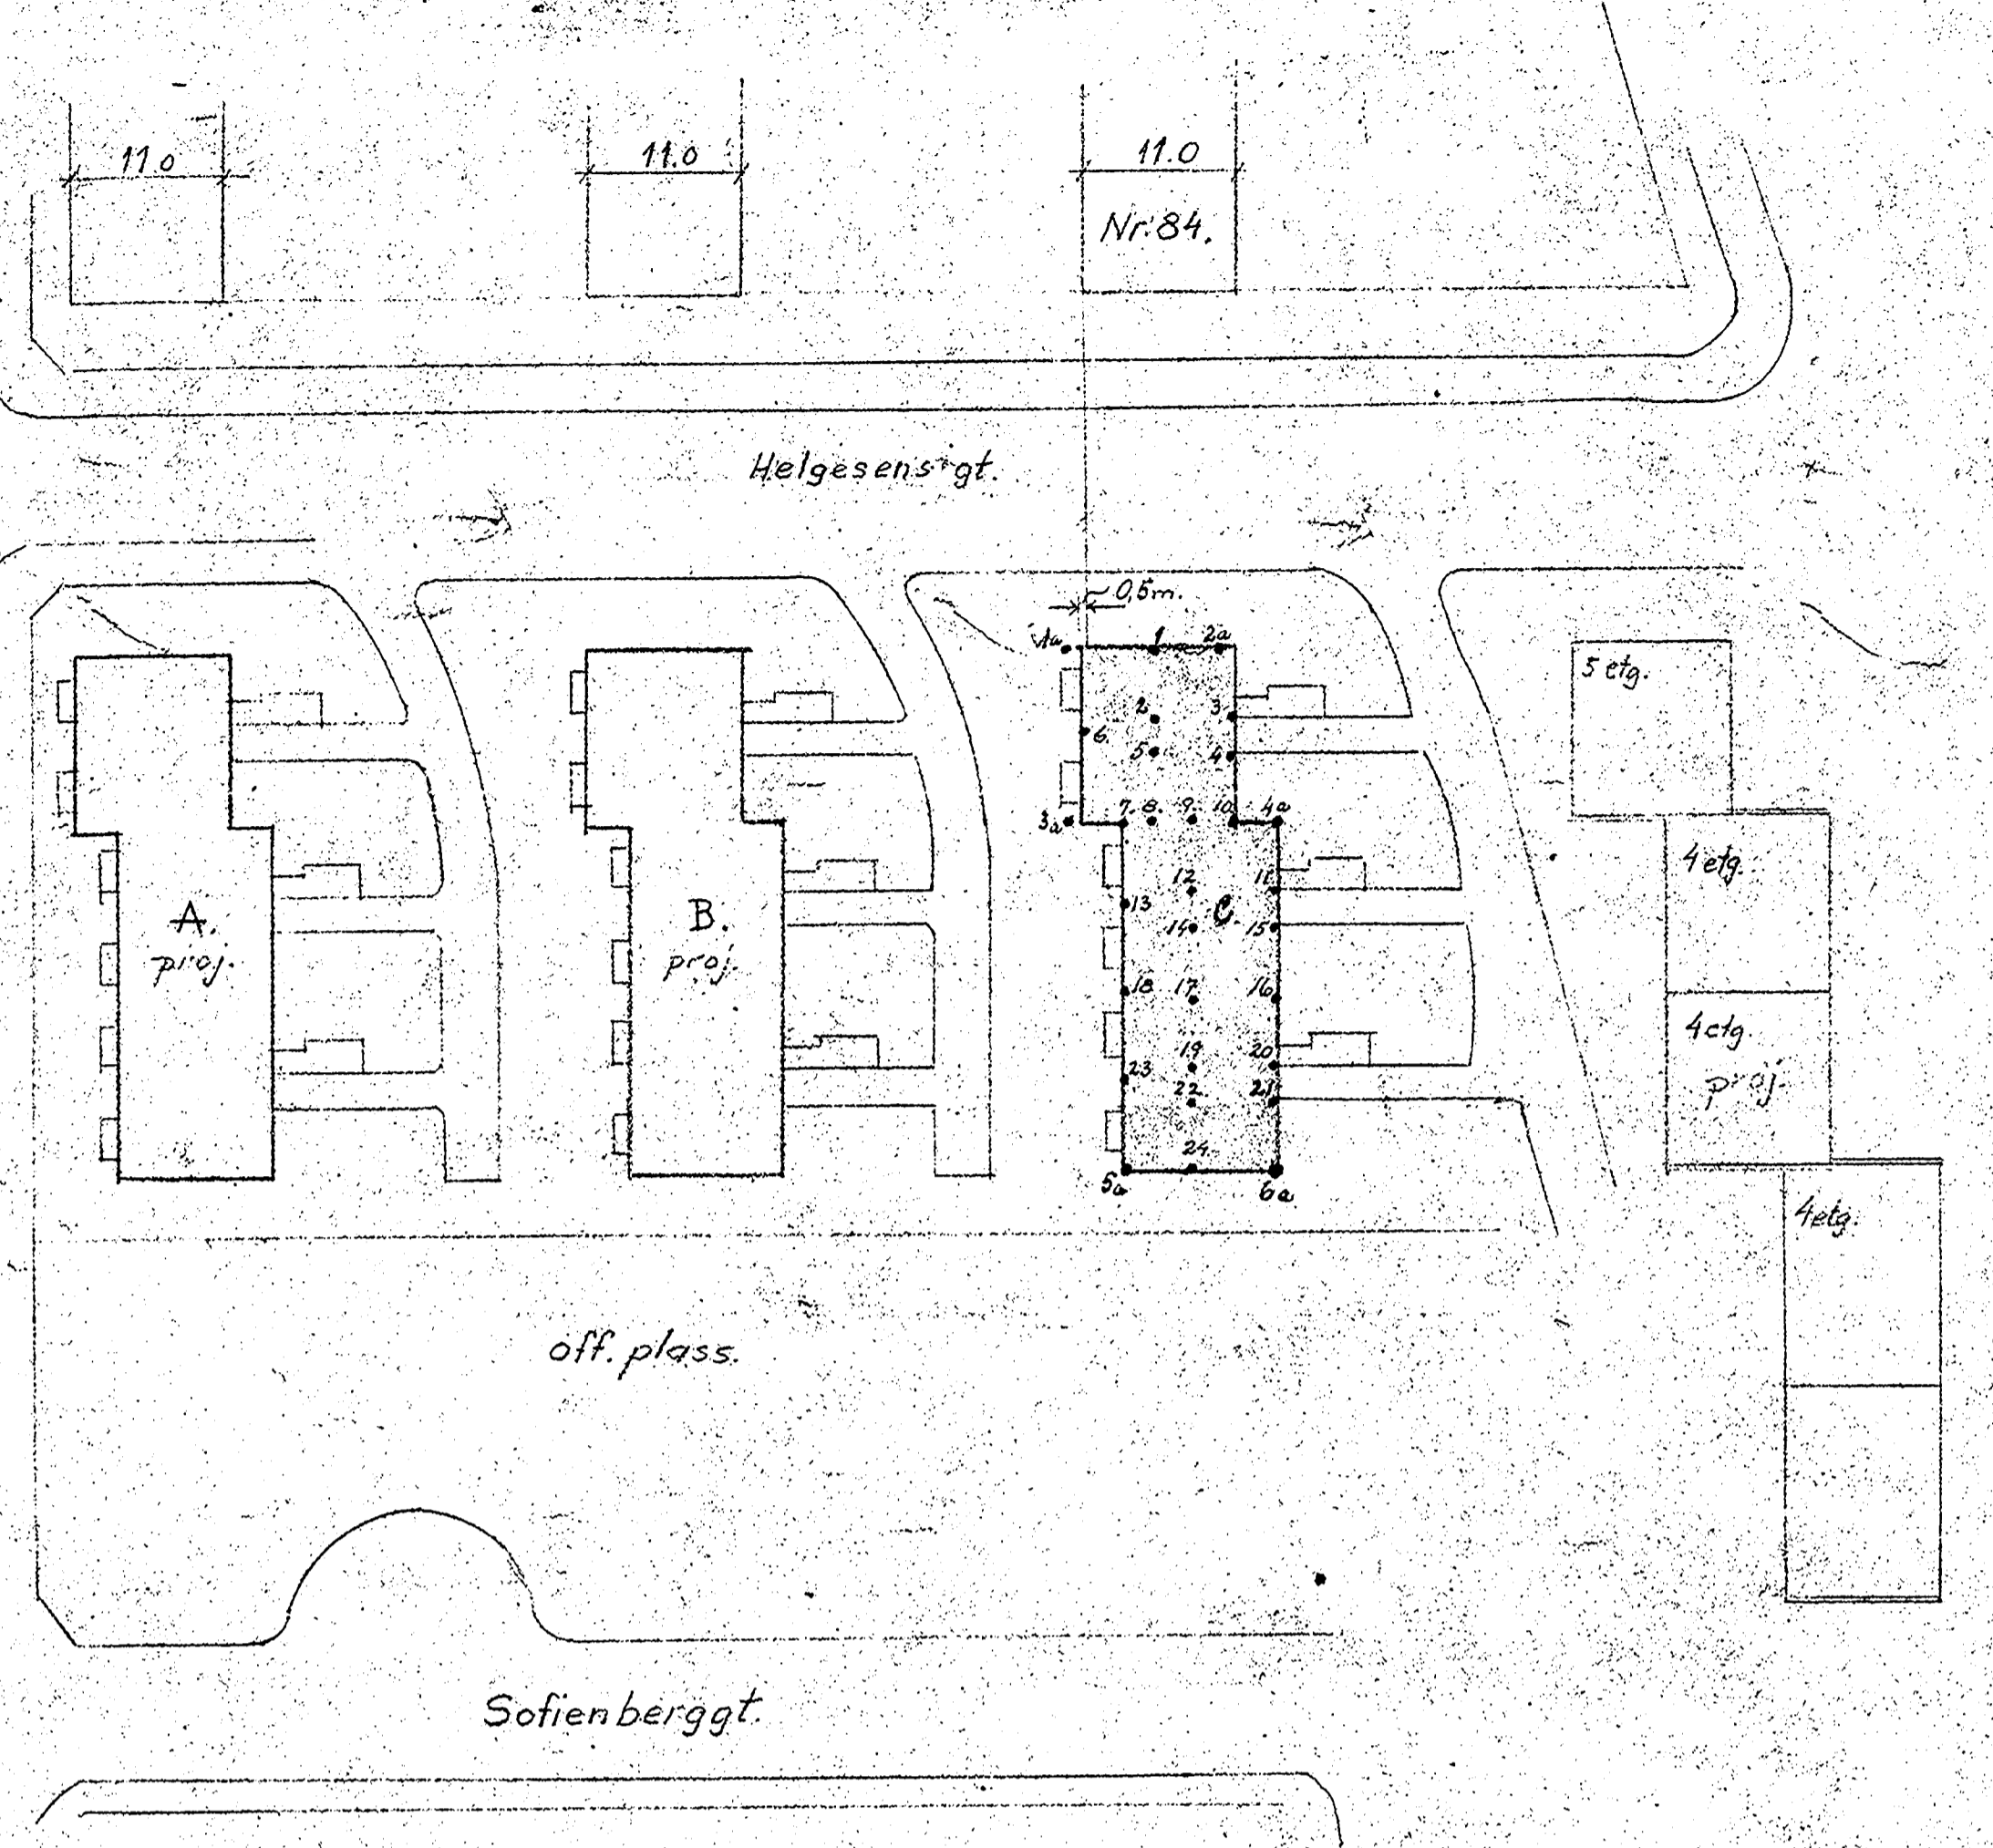 11.0
11.0
11.0
Nr. 84.
Helgesensgt.
~ 0,5m.
1a
1
2a
5 etg.
2
3
6
5
4
3a
7
8
9
10
4a
4 etg.
12
11
13
A.
proj.
B.
proj.
C.
14
15
18
17
16
4 etg.
proj.
19
20
23
22
21
24
5a
6a
4 etg.
off. plass.
Sofienberggt.